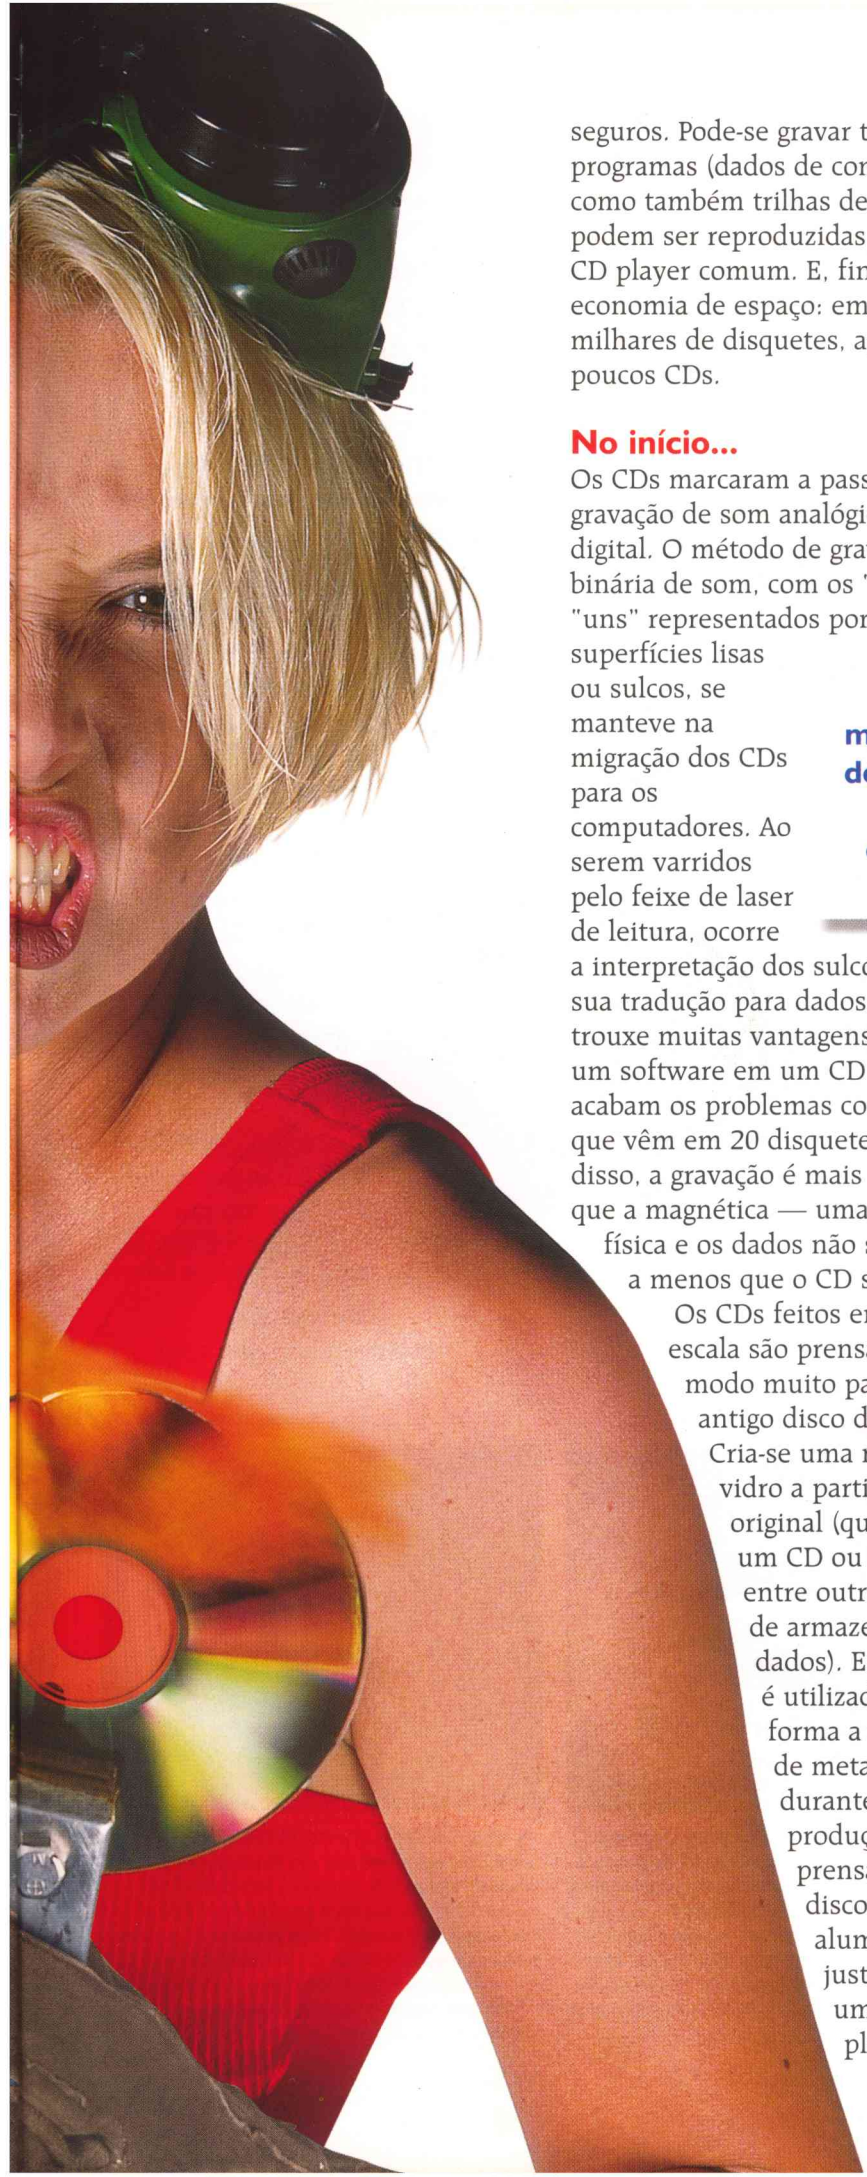 seguros. Pode-se gravar t
programas (dados de com
como também trilhas de
podem ser reproduzidas
CD player comum. E, fin
economia de espaço: em
milhares de disquetes, a
poucos CDs.
No início...
Os CDs marcaram a pass
gravação de som analógi
digital. O método de grav
binária de som, com os "
"uns" representados por
superfícies lisas
ou sulcos, se
manteve na
migração dos CDs
para os
computadores. Ao
serem varridos
pelo feixe de laser
de leitura, ocorre
a interpretação dos sulco
sua tradução para dados
trouxe muitas vantagens
um software em um CD
acabam os problemas co
que vêm em 20 disquete
disso, a gravação é mais
que a magnética — uma
física e os dados não s
a menos que o CD s
Os CDs feitos em
escala são prensa
modo muito pa
antigo disco d
Cria-se uma m
vidro a parti
original (qu
um CD ou
entre outr
de armaze
dados). E
é utilizad
forma a
de meta
durante
produç
prensa
disco
alum
just
um
pl